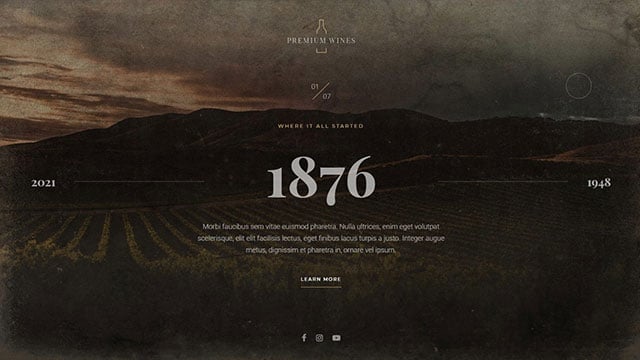 PREMIUM WINES
01
07
WHERE IT ALL STARTED
2021
1876
1948
Morbi faucibus sem vitae euismod pharetra. Nulla ultrices, enim eget volutpat
scelerisque, elit elit facilisis lectus, eget finibus lacus turpis a justo. Integer augue
metus, dignissim et pharetra in, ornare vel ipsum.
LEARN MORE